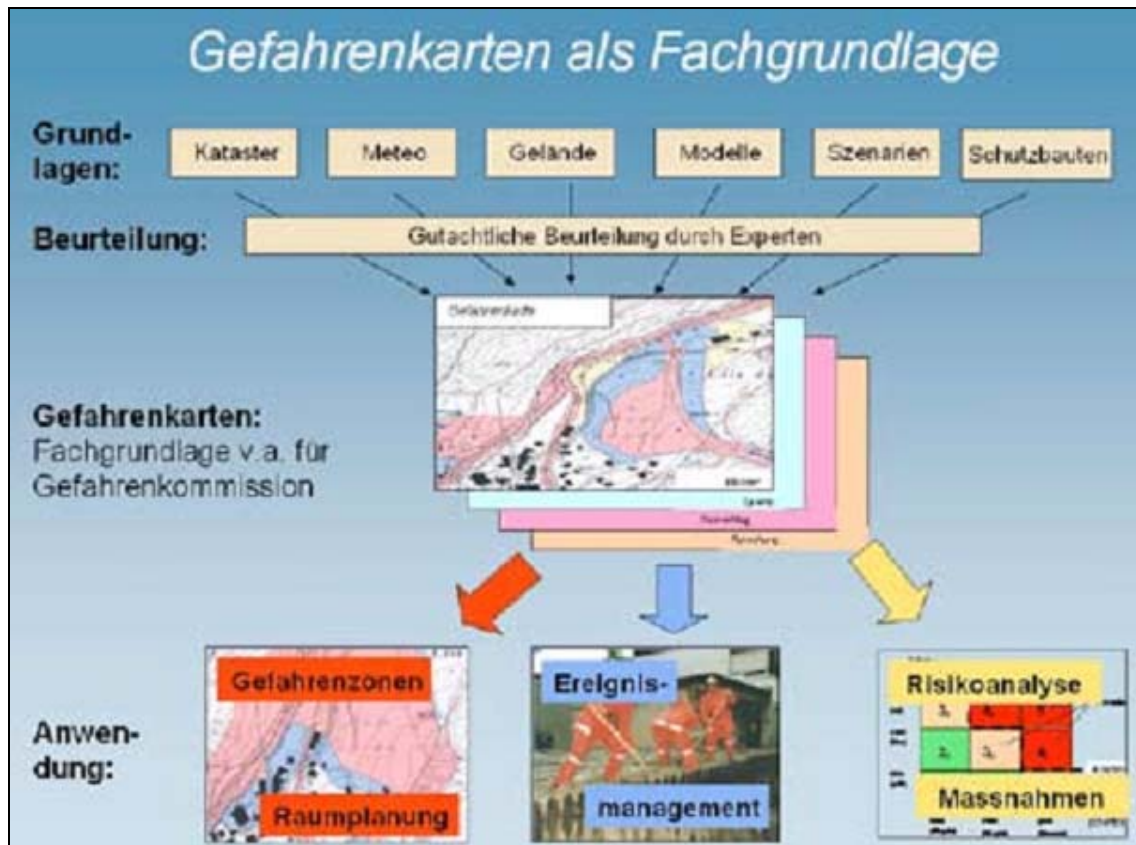 Gefahrenkarten als Fachgrundlage
Grund-
lagen:
Kataster
Meteo
Gelände
Modelle
Szenarien
Schutzbauten
Beurteilung:
Gutachtliche Beurteilung durch Experten
Gefahrenkarten:
Fachgrundlage v.a. für
Gefahrenkommission
Gefahrenkarte
Anwen-
dung:
Gefahrenzonen
Raumplanung
Ereignis-
management
Risikoanalyse
Massnahmen